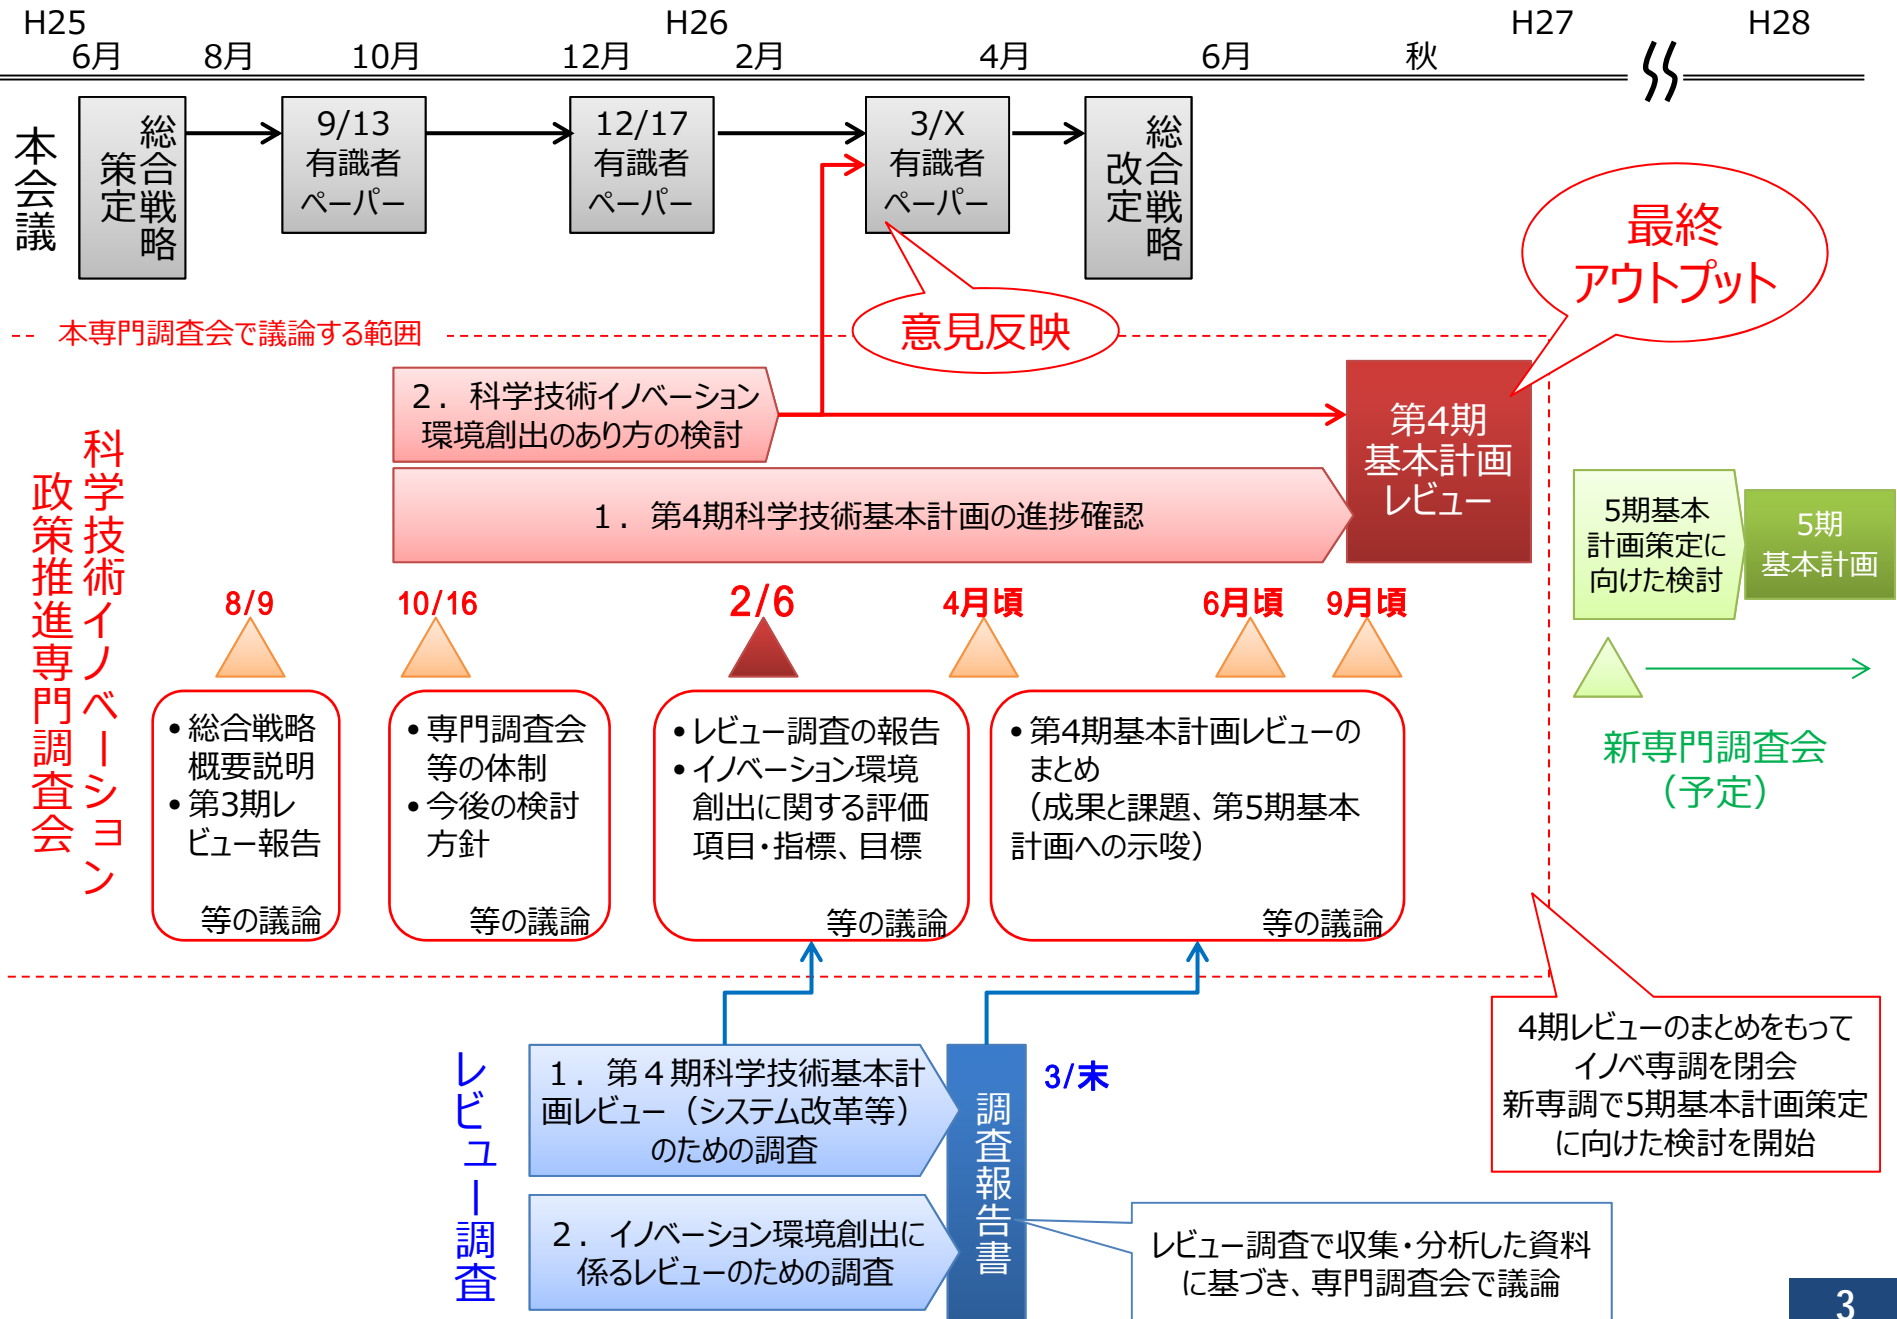 H25
H26
H27
H28
6月
8月
10月
12月
2月
4月
6月
秋
本会議
総合戦略
策定
9/13
有識者
ペーパー
12/17
有識者
ペーパー
3/X
有識者
ペーパー
総合戦略
改定
最終
アウトプット
意見反映
本専門調査会で議論する範囲
科学技術イノベーション
政策推進専門調査会
2．科学技術イノベーション
環境創出のあり方の検討
1．第4期科学技術基本計画の進捗確認
第4期
基本計画
レビュー
5期基本
計画策定に
向けた検討
5期
基本計画
8/9
10/16
2/6
4月頃
6月頃
9月頃
•総合戦略
概要説明
•第3期レ
ビュー報告
等の議論
•専門調査会
等の体制
•今後の検討
方針
等の議論
•レビュー調査の報告
•イノベーション環境
創出に関する評価
項目・指標、目標
等の議論
•第4期基本計画レビューの
まとめ
（成果と課題、第5期基本
計画への示唆）
等の議論
新専門調査会
（予定）
4期レビューのまとめをもって
イノベ専調を閉会
新専調で5期基本計画策定
に向けた検討を開始
レビュー調査
1．第４期科学技術基本計
画レビュー（システム改革等）
のための調査
2．イノベーション環境創出に
係るレビューのための調査
調査報告書
3/末
レビュー調査で収集・分析した資料
に基づき、専門調査会で議論
3